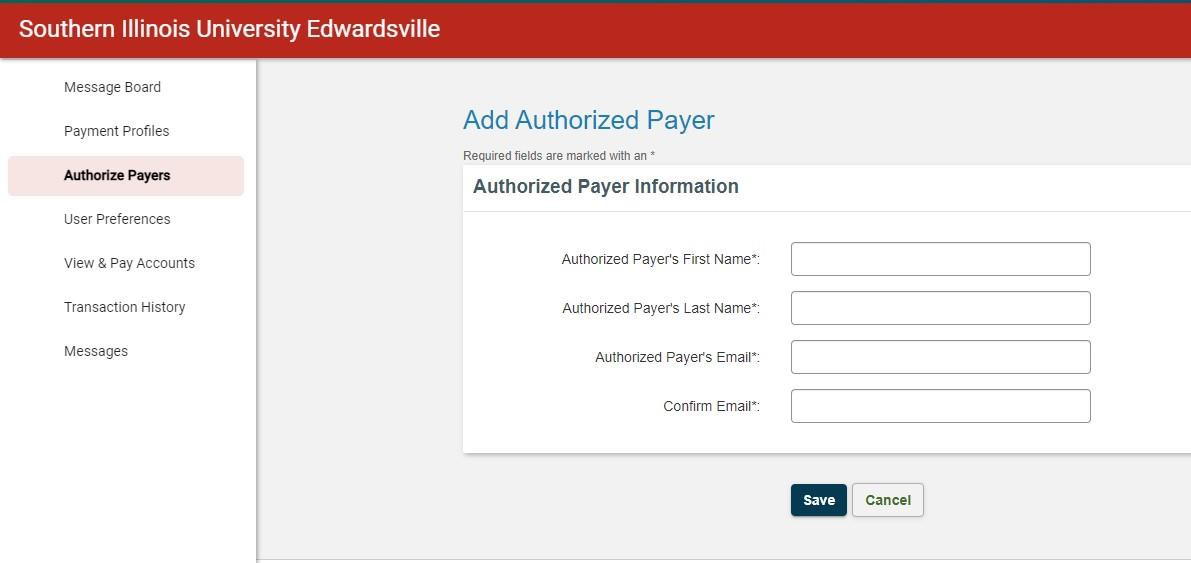 Southern Illinois University Edwardsville
Message Board
Payment Profiles
Authorize Payers
User Preferences
View & Pay Accounts
Transaction History
Messages
Add Authorized Payer
Required fields are marked with an *
Authorized Payer Information
Authorized Payer's First Name*:
Authorized Payer's Last Name*:
Authorized Payer's Email*:
Confirm Email*:
Save Cancel